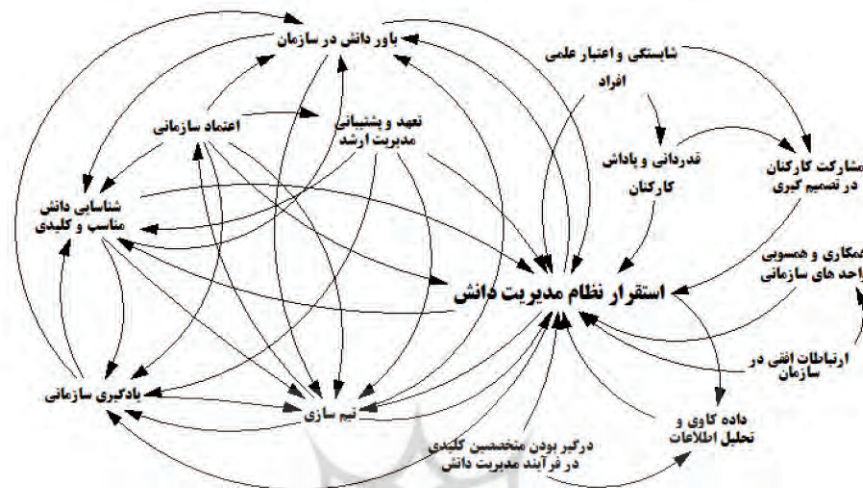 باور دانش در سازمان
شایستگی و اعتبار علمی
افراد
اعتماد سازمانی
تعهد و پشتیبانی
مدیریت ارشد
قدردانی و پاداش
کارکنان
مشارکت کارکنان
در تصمیم گیری
شناسایی دانش
مناسب و کلیدی
همکاری و همسویی
واحد های سازمانی
استقرار نظام مدیریت دانش
ارتباطات افقی در
سازمان
یادگیری سازمانی
تیم سازی
داده کاوی و
تحلیل اطلاعات
درگیر بودن متخصصین کلیدی
در فرآیند مدیریت دانش